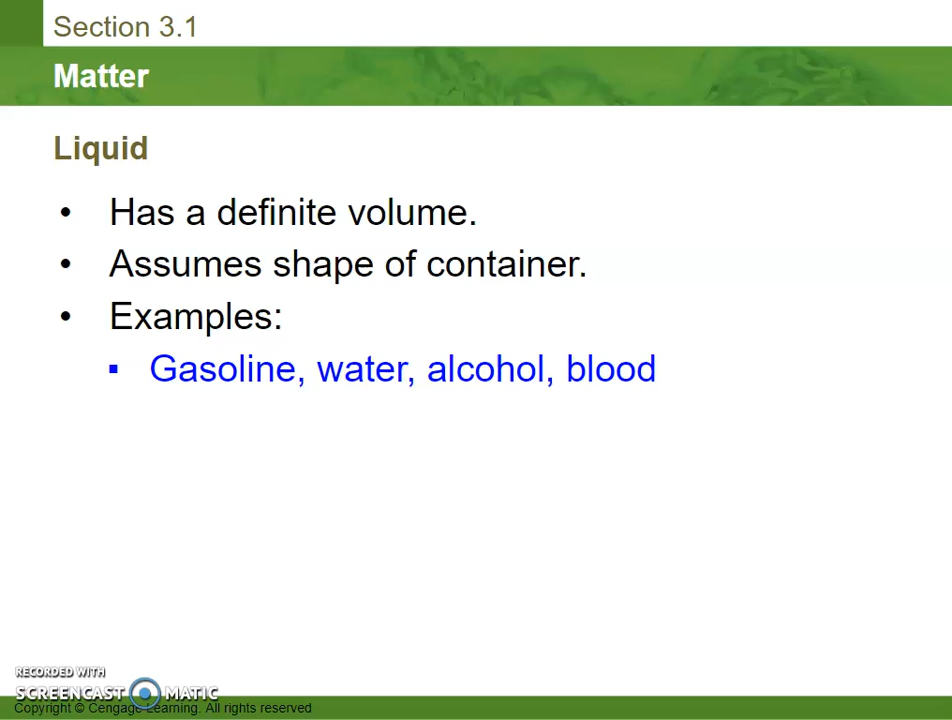 Section 3.1
Matter
Liquid
• Has a definite volume.
• Assumes shape of container.
• Examples:
▪ Gasoline, water, alcohol, blood
RECORDED WITH
SCREENCAST MATIC
Copyright © Cengage Learning. All rights reserved